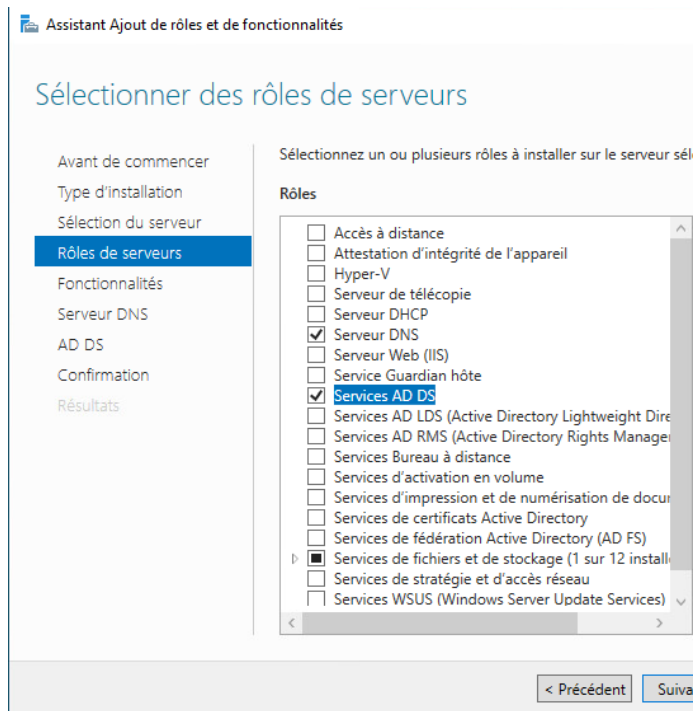 Assistant Ajout de rôles et de fonctionnalités
Sélectionner des rôles de serveurs
Avant de commencer
Type d'installation
Sélection du serveur
Rôles de serveurs
Fonctionnalités
Serveur DNS
AD DS
Confirmation
Résultats
Sélectionnez un ou plusieurs rôles à installer sur le serveur sél
Rôles
Accès à distance
Attestation d'intégrité de l'appareil
Hyper-V
Serveur de télécopie
Serveur DHCP
Serveur DNS
Serveur Web (IIS)
Service Guardian hôte
Services AD DS
Services AD LDS (Active Directory Lightweight Dire
Services AD RMS (Active Directory Rights Manager
Services Bureau à distance
Services d'activation en volume
Services d'impression et de numérisation de docur
Services de certificats Active Directory
Services de fédération Active Directory (AD FS)
Services de fichiers et de stockage (1 sur 12 install
Services de stratégie et d'accès réseau
Services WSUS (Windows Server Update Services)
< Précédent
Suiva